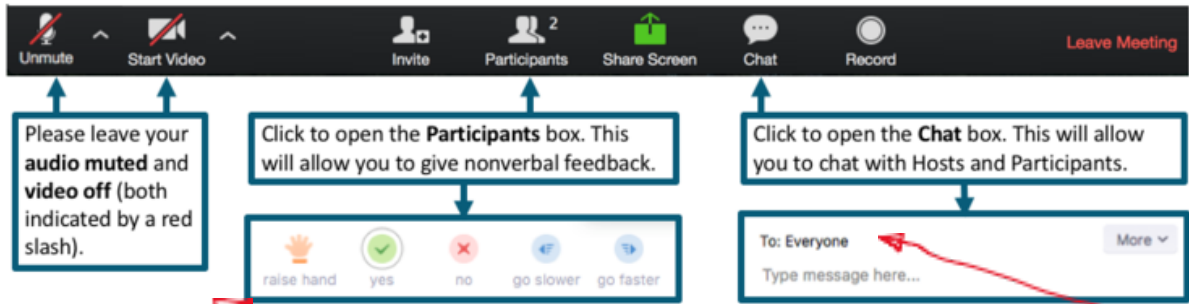 2
Unmute Start Video Invite Participants Share Screen Chat Record Leave Meeting
Please leave your
audio muted and
video off (both
indicated by a red
slash).
Click to open the Participants box. This
will allow you to give nonverbal feedback.
Click to open the Chat box. This will allow
you to chat with Hosts and Participants.
raise hand yes no go slower go faster
To: Everyone More
Type message here...